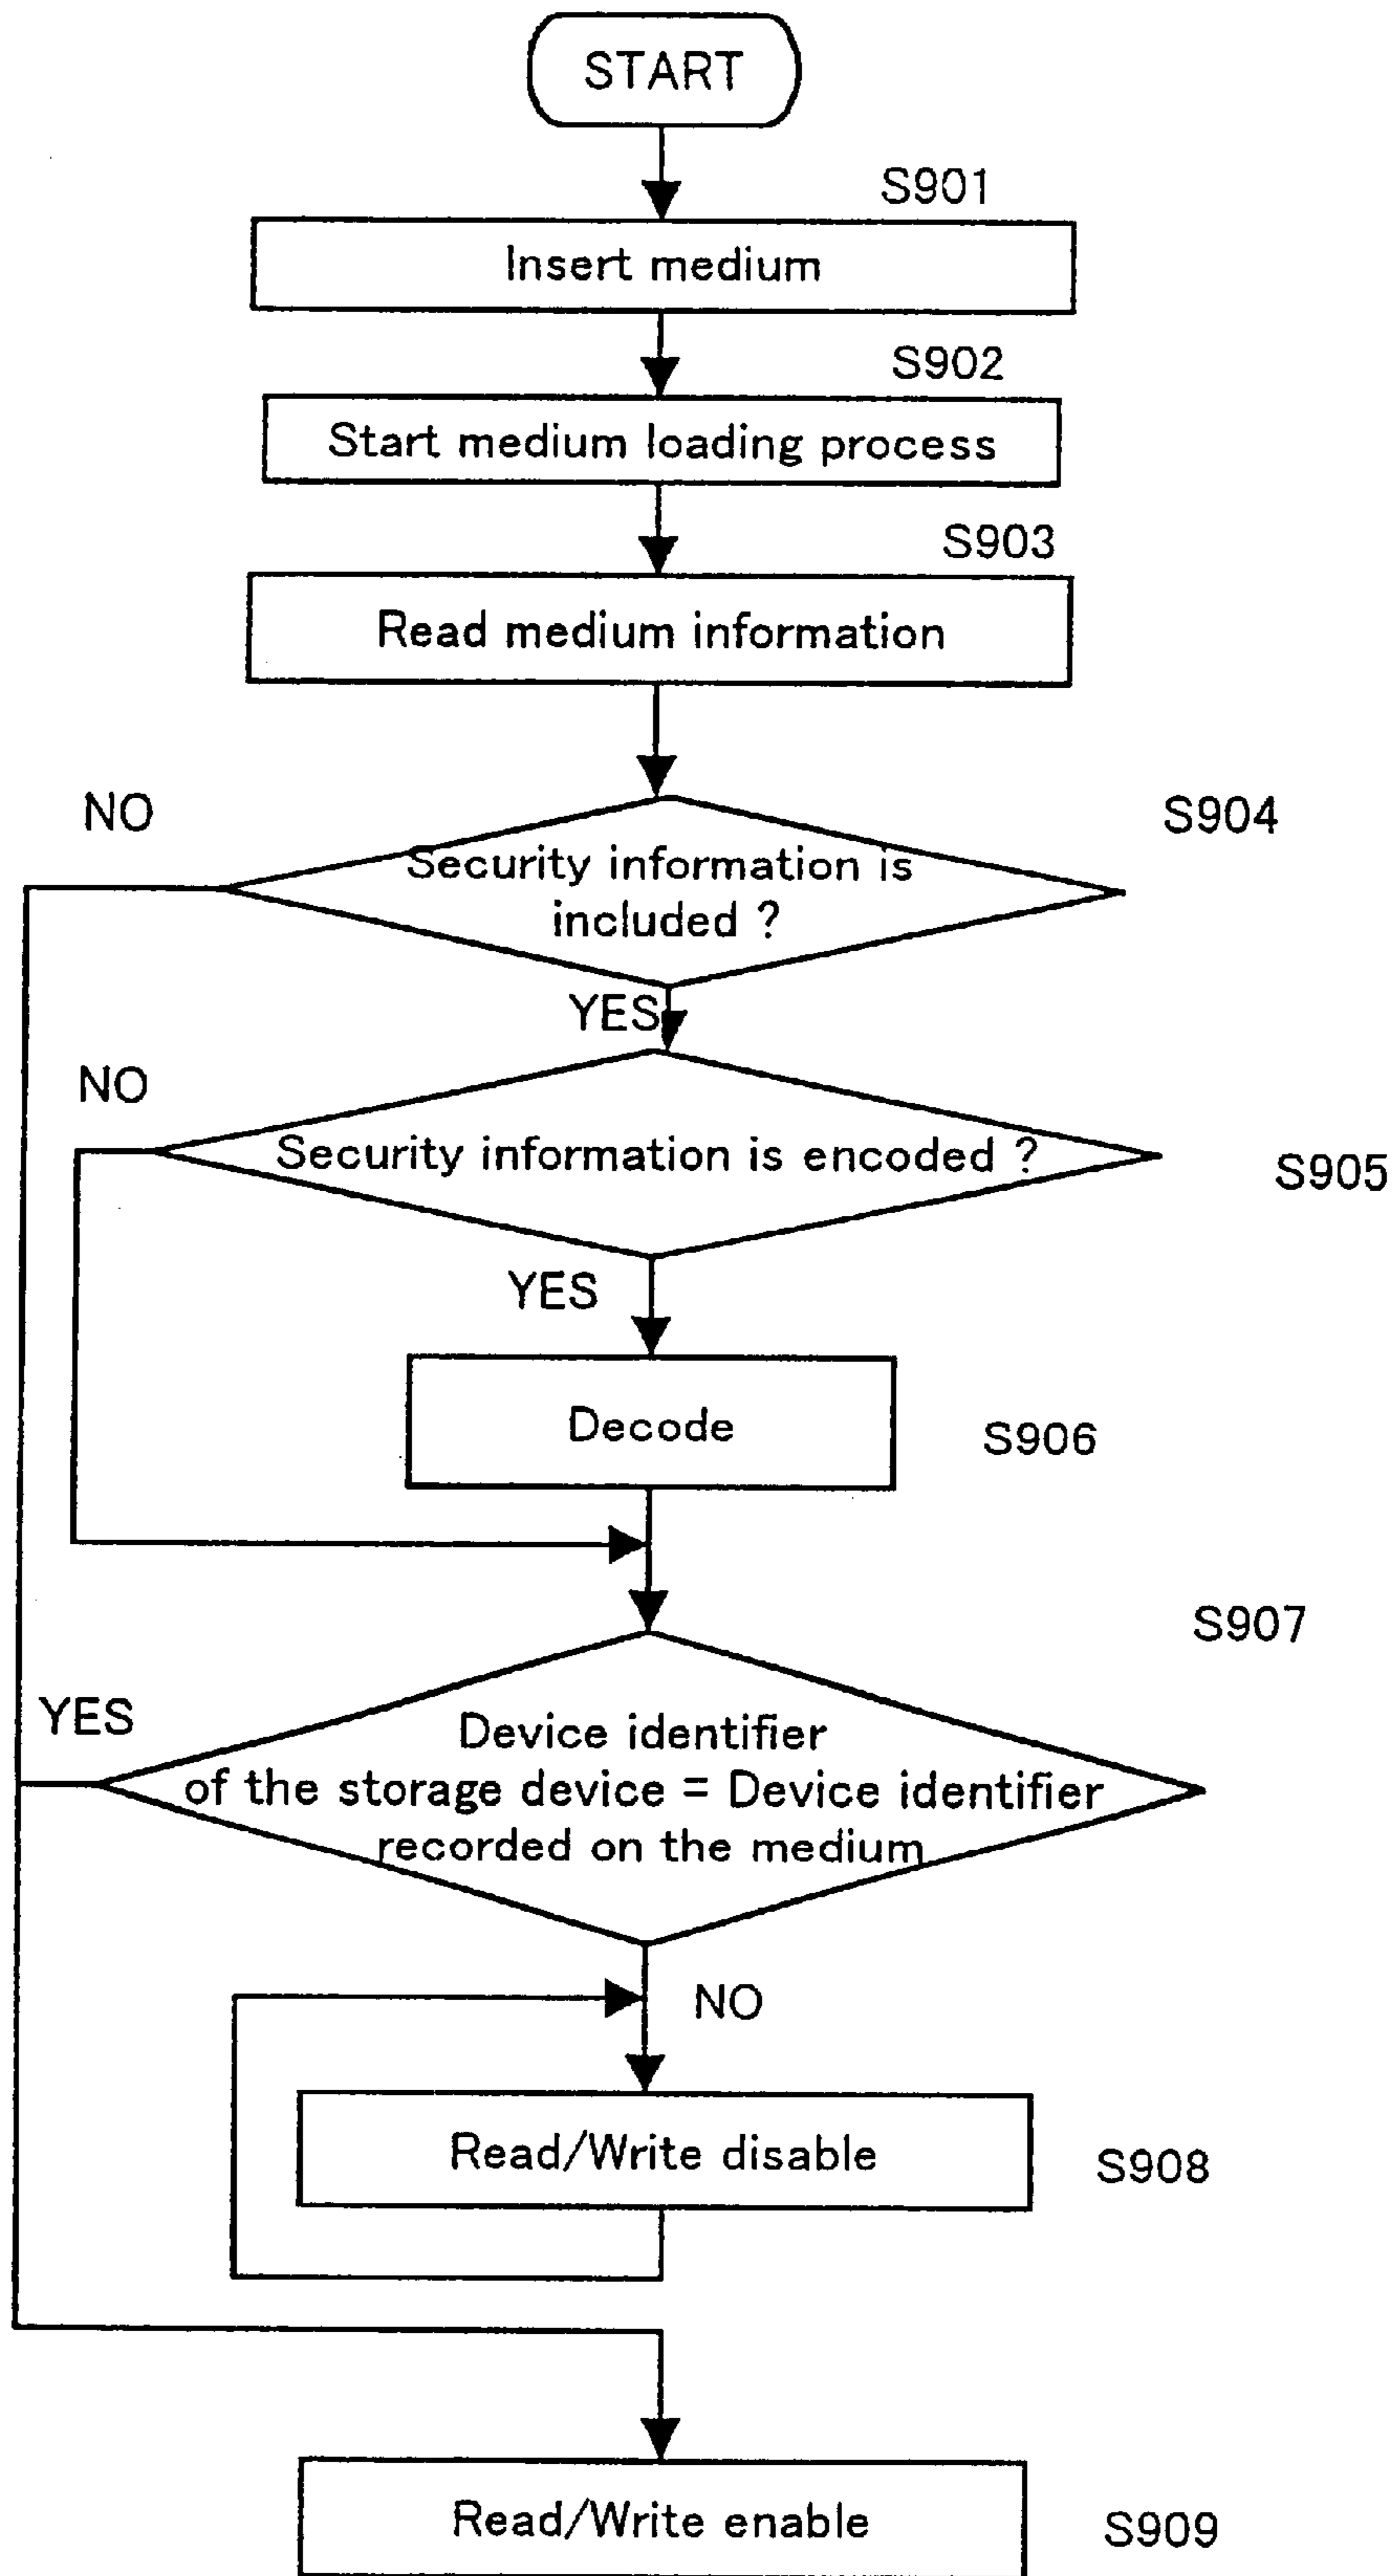 START
S901
Insert medium
S902
Start medium loading process
S903
Read medium information
NO
S904
Security information is
included ?
YES
NO
Security information is encoded ?
S905
YES
Decode
S906
S907
YES
Device identifier
of the storage device = Device identifier
recorded on the medium
NO
Read/Write disable
S908
Read/Write enable
S909